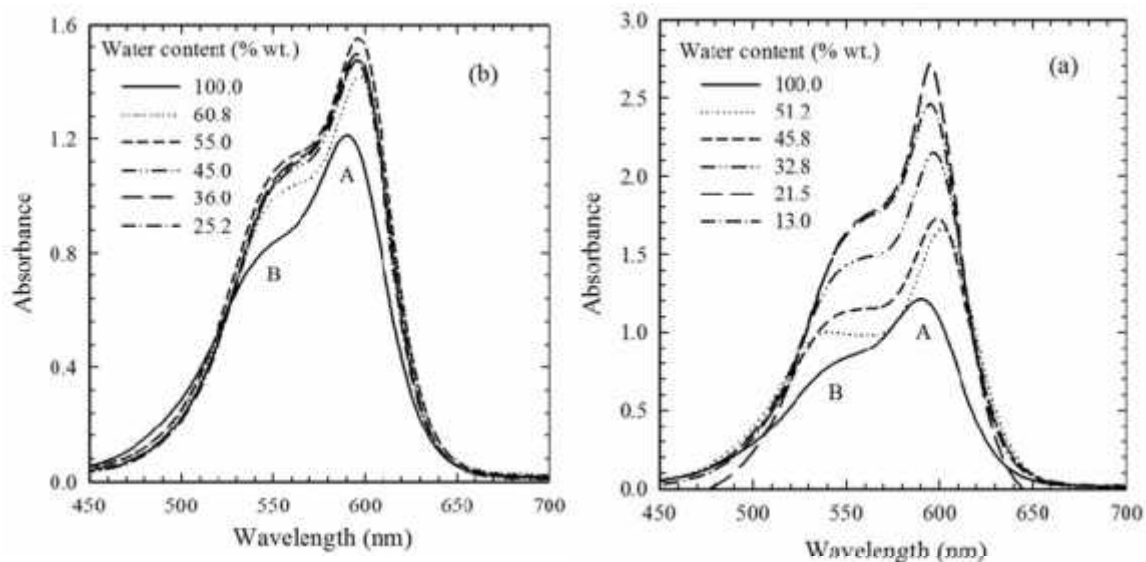 1.6
1.2
0.8
0.4
0.0
Absorbance
Water content (% wt.)
100.0
60.8
55.0
45.0
36.0
25.2
(b)
A
B
450 500 550 600 650 700
Wavelength (nm)
3.0
2.5
2.0
1.5
1.0
0.5
0.0
Absorbance
Water content (% wt.)
100.0
51.2
45.8
32.8
21.5
13.0
(a)
A
B
450 500 550 600 650 700
Wavelength (nm)